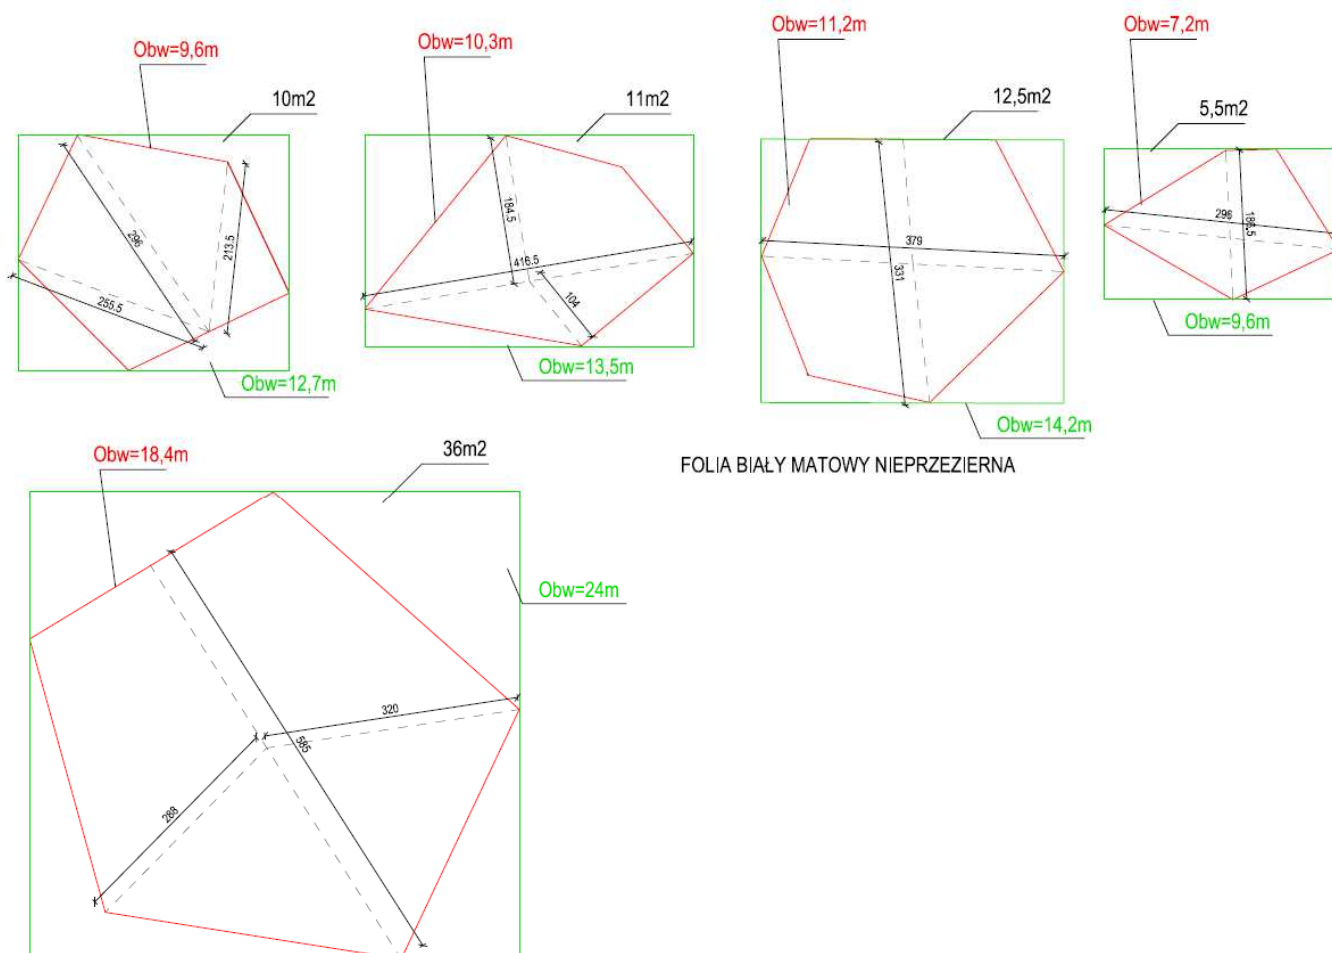 Obw=9,6m
10m2
296
213.5
255.5
Obw=12,7m
Obw=10,3m
11m2
184.5
416.5
104
Obw=13,5m
Obw=11,2m
12,5m2
379
331
Obw=14,2m
Obw=7,2m
5,5m2
296
186.5
Obw=9,6m
FOLIA BIAŁY MATOWY NIEPRZEZIERNA
Obw=18,4m
36m2
Obw=24m
320
585
288